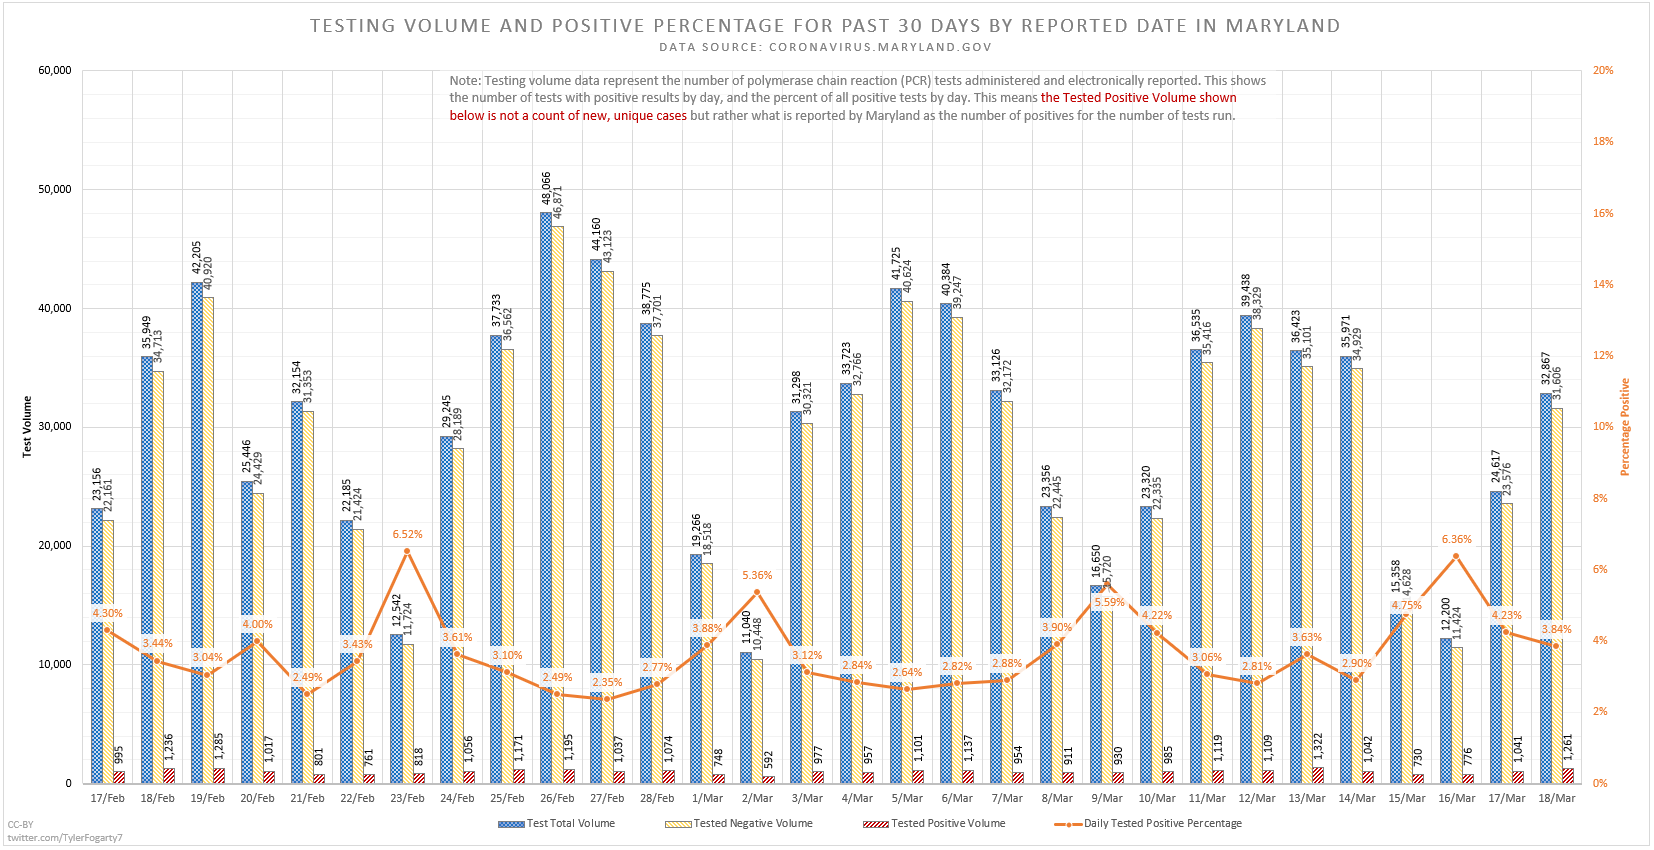 TESTING VOLUME AND POSITIVE PERCENTAGE FOR PAST 30 DAYS BY REPORTED DATE IN MARYLAND
DATA SOURCE: CORONAVIRUS.MARYLAND.GOV
Note: Testing volume data represent the number of polymerase chain reaction (PCR) tests administered and electronically reported. This shows
the number of tests with positive results by day, and the percent of all positive tests by day. This means the Tested Positive Volume shown
below is not a count of new, unique cases but rather what is reported by Maryland as the number of positives for the number of tests run.
Test Volume
60,000
50,000
40,000
30,000
20,000
10,000
0
Percentage Positive
20%
18%
16%
14%
12%
10%
8%
6%
4%
2%
0%
23,156 22,161 4.30% 995 17/Feb
35,949 34,713 3.44% 1,236 18/Feb
42,205 40,920 3.04% 1,285 19/Feb
25,446 24,429 4.00% 1,017 20/Feb
32,154 31,353 2.49% 801 21/Feb
22,185 21,424 3.43% 761 22/Feb
12,542 11,724 6.52% 818 23/Feb
29,245 28,189 3.61% 1,056 24/Feb
37,733 36,562 3.10% 1,171 25/Feb
48,066 46,871 2.49% 1,195 26/Feb
44,160 43,123 2.35% 1,037 27/Feb
38,775 37,701 2.77% 1,074 28/Feb
19,266 18,518 3.88% 748 1/Mar
11,040 10,448 5.36% 592 2/Mar
31,298 30,321 3.12% 977 3/Mar
33,723 32,766 2.84% 957 4/Mar
41,725 40,624 2.64% 1,101 5/Mar
40,384 39,247 2.82% 1,137 6/Mar
33,126 32,172 2.88% 954 7/Mar
23,356 22,445 3.90% 911 8/Mar
16,650 5,720 5.59% 930 9/Mar
23,320 22,335 4.22% 985 10/Mar
36,535 35,416 3.06% 1,119 11/Mar
39,438 38,329 2.81% 1,109 12/Mar
36,423 35,101 3.63% 1,322 13/Mar
35,971 34,929 2.90% 1,042 14/Mar
15,358 4,628 4.75% 730 15/Mar
12,200 11,424 6.36% 776 16/Mar
24,617 23,576 4.23% 1,041 17/Mar
32,867 31,606 3.84% 1,261 18/Mar
Test Total Volume
Tested Negative Volume
Tested Positive Volume
Daily Tested Positive Percentage
CC-BY
twitter.com/TylerFogarty7